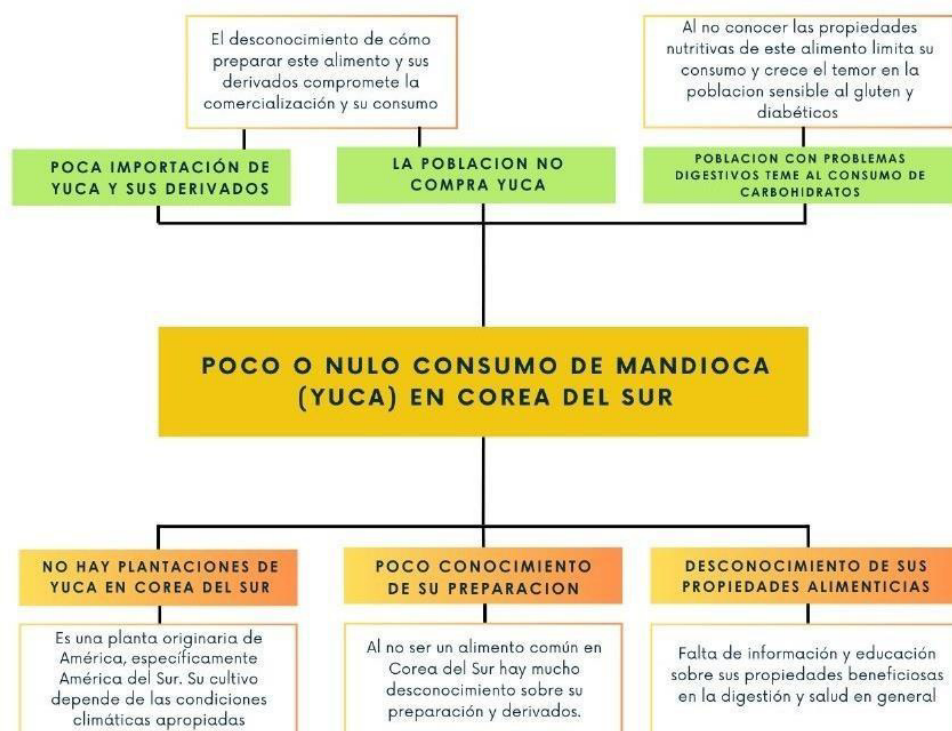 El desconocimiento de cómo
preparar este alimento y sus
derivados compromete la
comercialización y su consumo
Al no conocer las propiedades
nutritivas de este alimento limita su
consumo y crece el temor en la
poblacion sensible al gluten y
diabéticos
POCA IMPORTACIÓN DE
YUCA Y SUS DERIVADOS
LA POBLACION NO
COMPRA YUCA
POBLACION CON PROBLEMAS
DIGESTIVOS TEME AL CONSUMO DE
CARBOHIDRATOS
POCO O NULO CONSUMO DE MANDIOCA
(YUCA) EN COREA DEL SUR
NO HAY PLANTACIONES DE
YUCA EN COREA DEL SUR
POCO CONOCIMIENTO
DE SU PREPARACION
DESCONOCIMIENTO DE SUS
PROPIEDADES ALIMENTICIAS
Es una planta originaria de
América, específicamente
América del Sur. Su cultivo
depende de las condiciones
climáticas apropiadas
Al no ser un alimento común en
Corea del Sur hay mucho
desconocimiento sobre su
preparación y derivados.
Falta de información y educación
sobre sus propiedades beneficiosas
en la digestión y salud en general